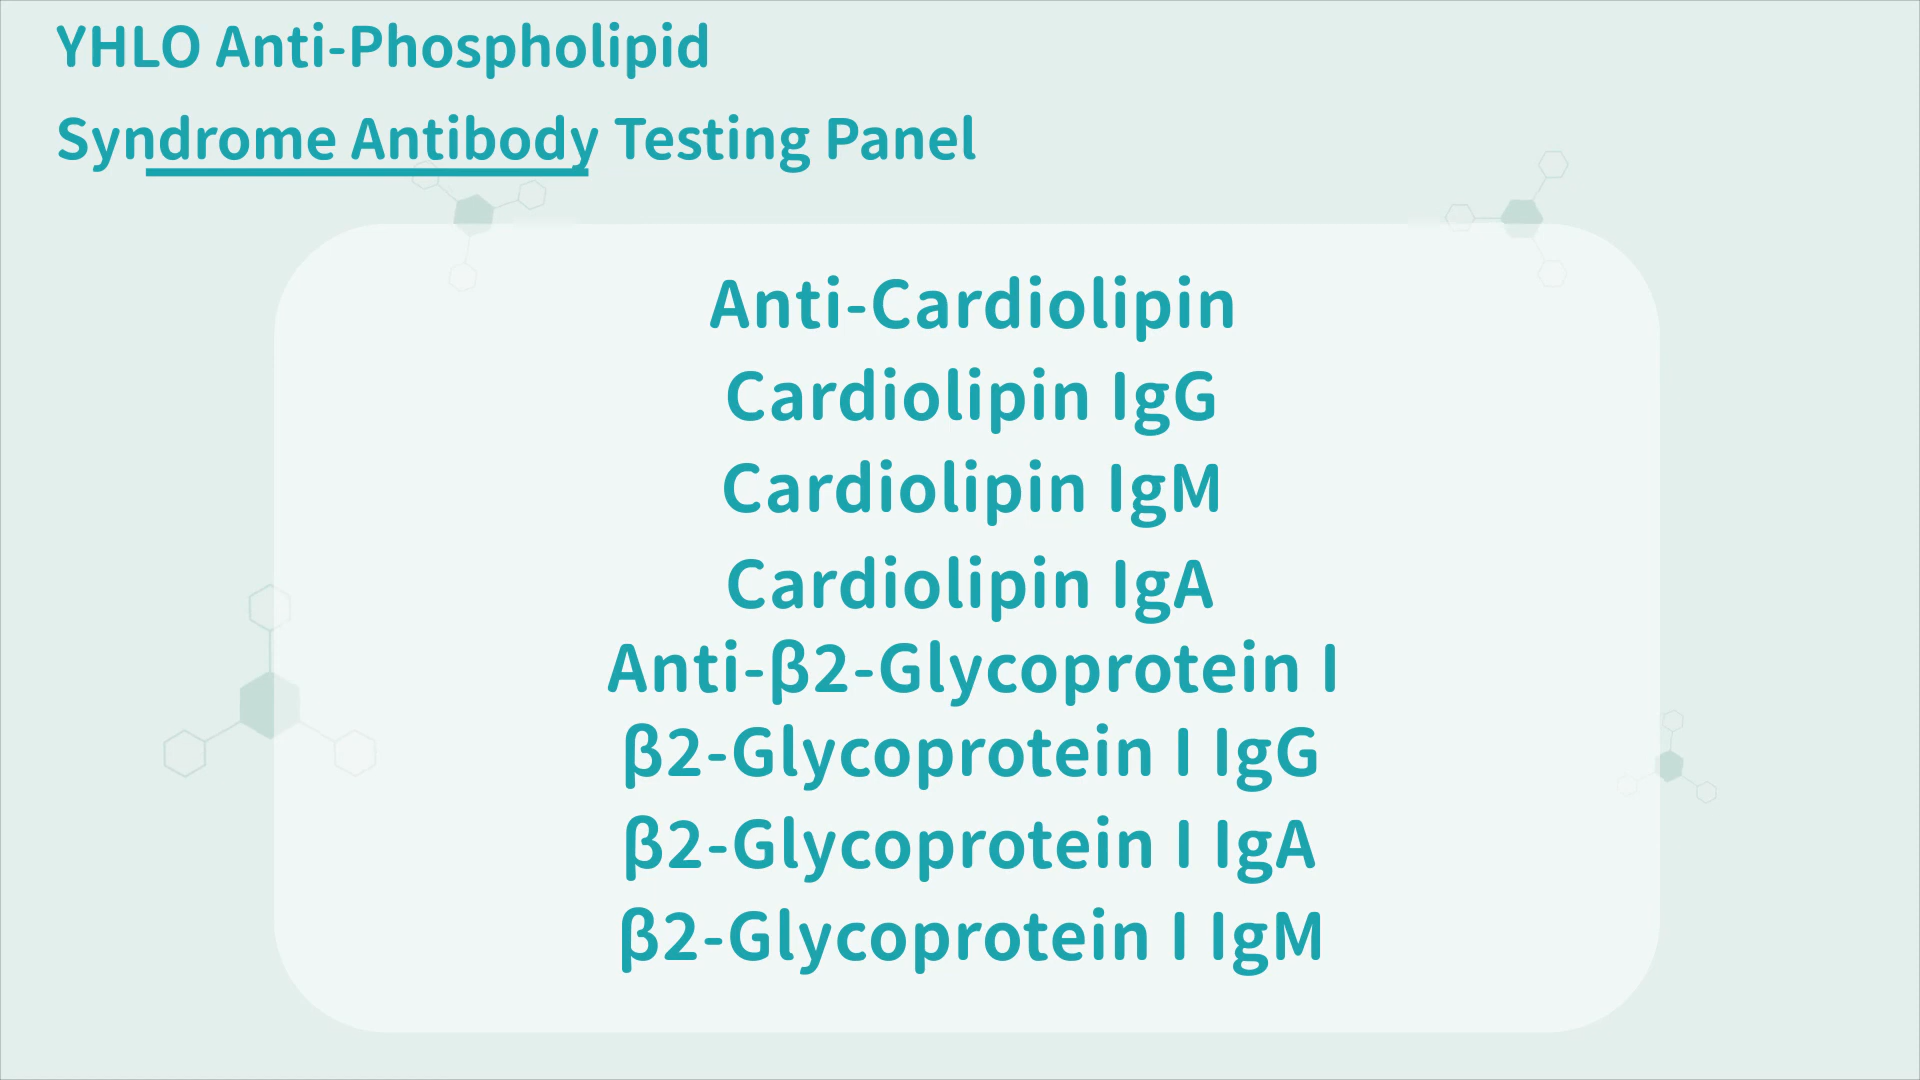 YHLO Anti-Phospholipid
Syndrome Antibody Testing Panel
Anti-Cardiolipin
Cardiolipin IgG
Cardiolipin IgM
Cardiolipin IgA
Anti-β2-Glycoprotein I
β2-Glycoprotein I IgG
β2-Glycoprotein I IgA
β2-Glycoprotein I IgM